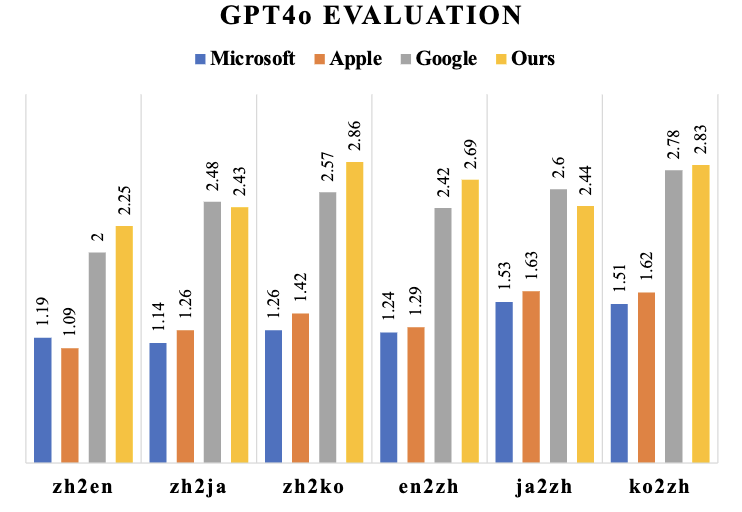 GPT4o EVALUATION
Microsoft Apple Google Ours
1.19 1.09 2 2.25
1.14 1.26 2.48 2.43
1.26 1.42 2.57 2.86
1.24 1.29 2.42 2.69
1.53 1.63 2.6 2.44
1.51 1.62 2.78 2.83
zh2en zh2ja zh2ko en2zh ja2zh ko2zh